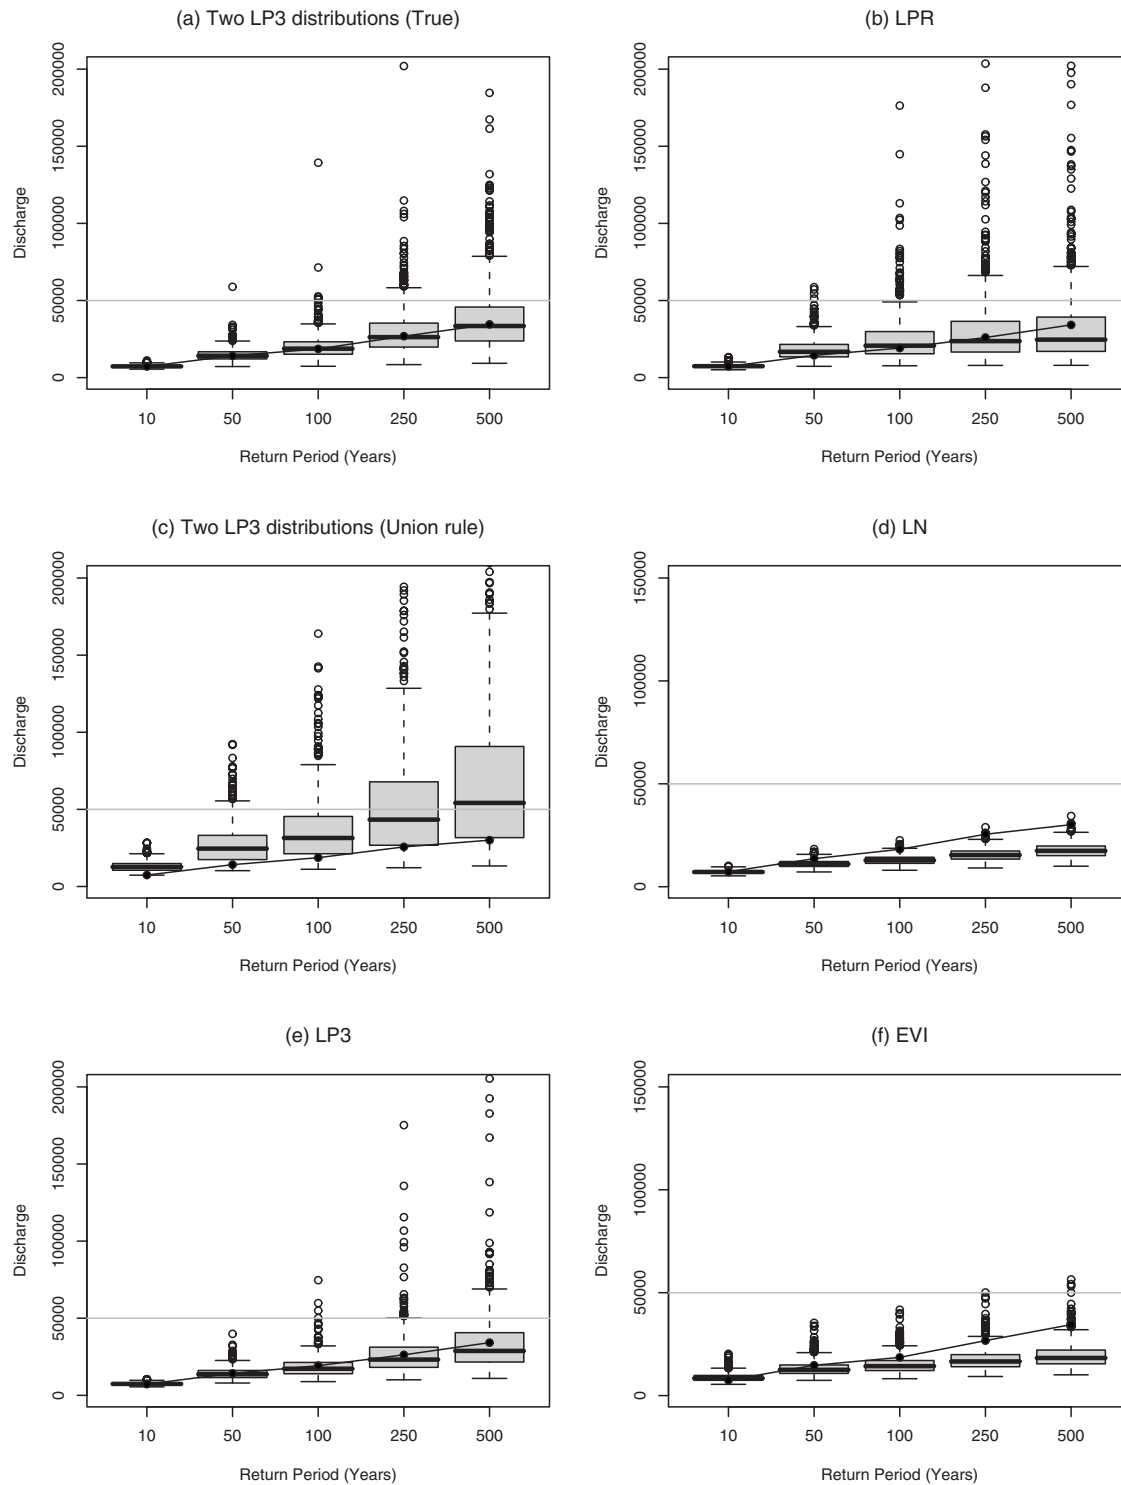 (a) Two LP3 distributions (True)
Discharge
0
50000
100000
150000
200000
10 50 100 250 500
Return Period (Years)
(b) LPR
Discharge
0
50000
100000
150000
200000
10 50 100 250 500
Return Period (Years)
(c) Two LP3 distributions (Union rule)
Discharge
0
50000
100000
150000
200000
10 50 100 250 500
Return Period (Years)
(d) LN
Discharge
0
50000
100000
150000
10 50 100 250 500
Return Period (Years)
(e) LP3
Discharge
0
50000
100000
150000
200000
10 50 100 250 500
Return Period (Years)
(f) EVI
Discharge
0
50000
100000
150000
10 50 100 250 500
Return Period (Years)